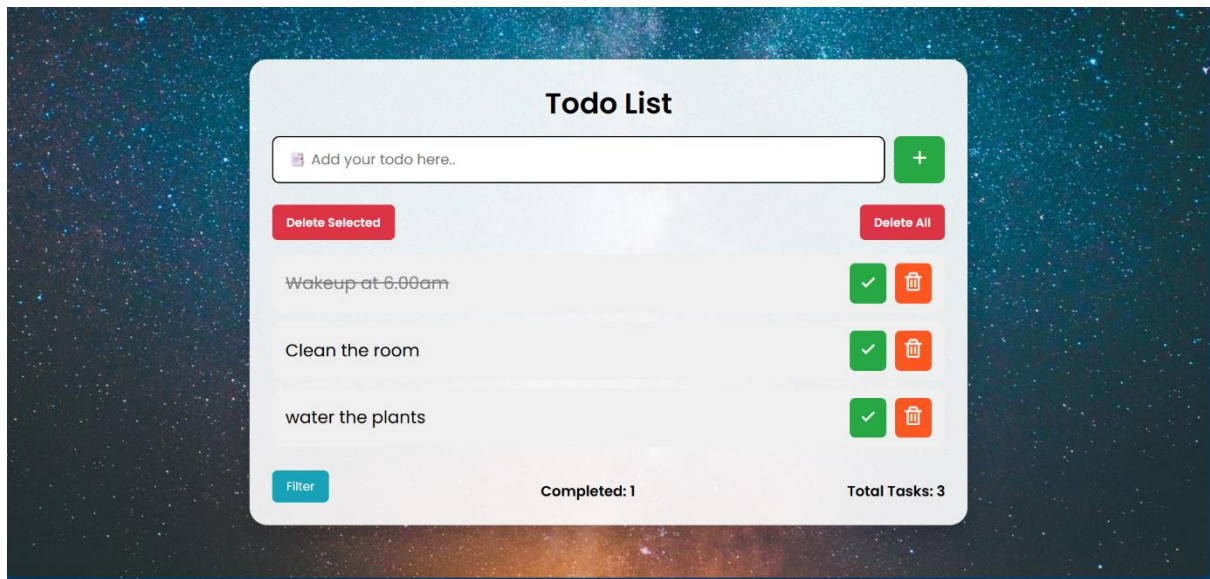 Todo List
Add your todo here..
+
Delete Selected Delete All
Wakeup at 6.00am
Clean the room
water the plants
Filter Completed: 1 Total Tasks: 3